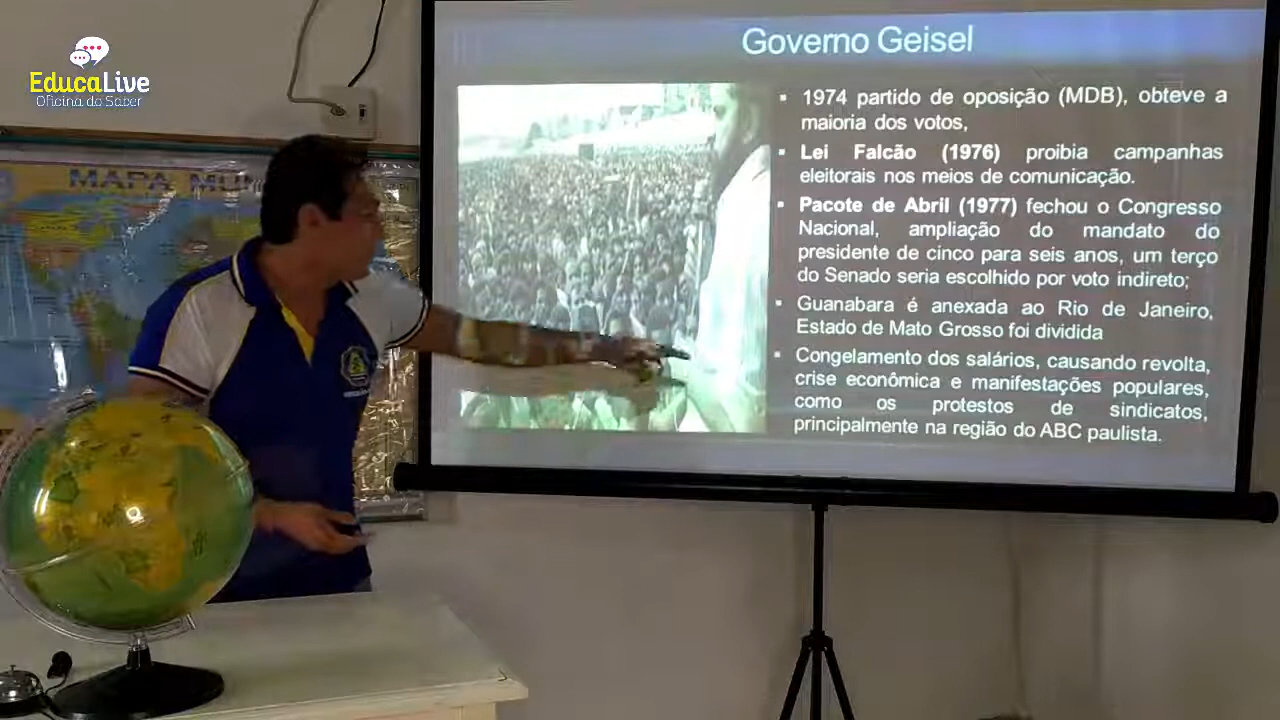 EducaLive
Oficina do Saber
MAPA MU
Governo Geisel
▪ 1974 partido de oposição (MDB), obteve a
maioria dos votos,
▪ Lei Falcão (1976) proibia campanhas
eleitorais nos meios de comunicação.
▪ Pacote de Abril (1977) fechou o Congresso
Nacional, ampliação do mandato do
presidente de cinco para seis anos, um terço
do Senado seria escolhido por voto indireto;
▪ Guanabara é anexada ao Rio de Janeiro,
Estado de Mato Grosso foi dividida
▪ Congelamento dos salários, causando revolta,
crise econômica e manifestações populares,
como os protestos de sindicatos,
principalmente na região do ABC paulista.